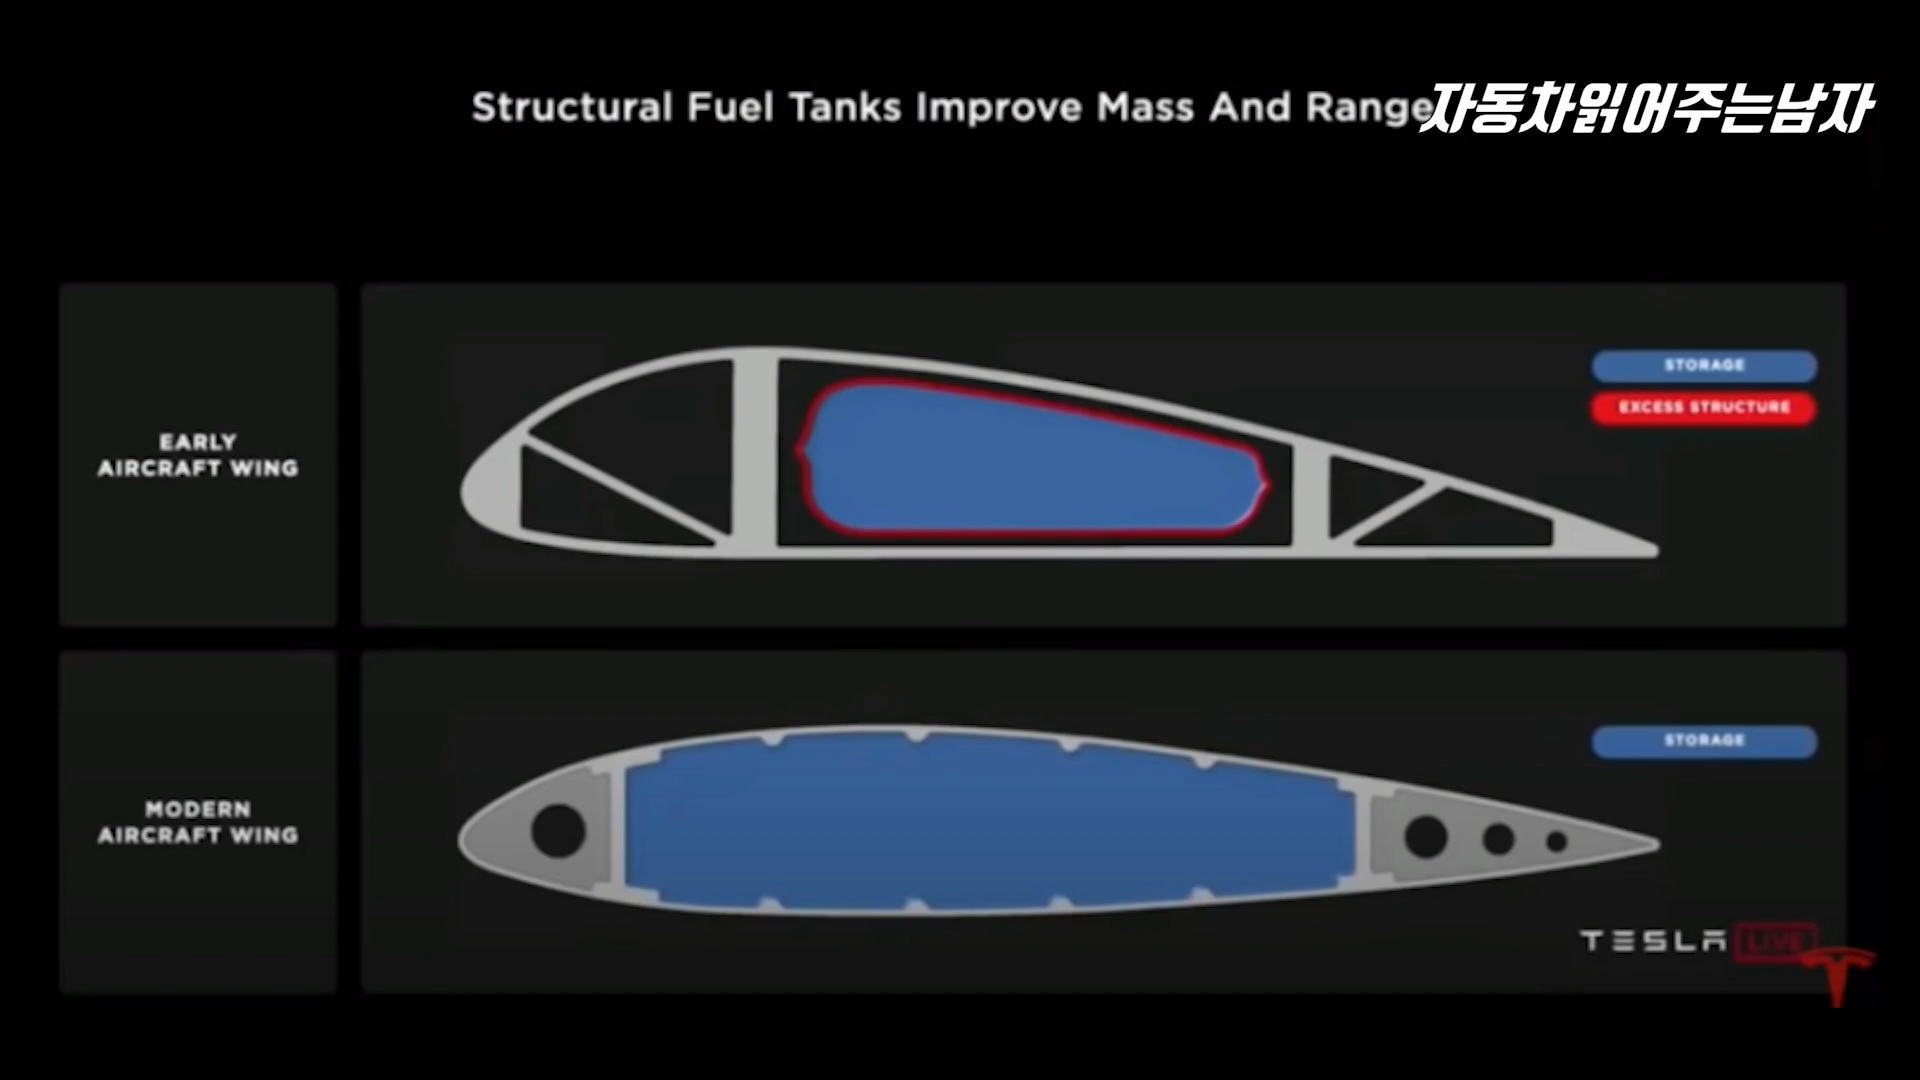 Structural Fuel Tanks Improve Mass And Range
자동차읽어주는남자
EARLY
AIRCRAFT WING
STORAGE
EXCESS STRUCTURE
MODERN
AIRCRAFT WING
STORAGE
TESLA LIVE